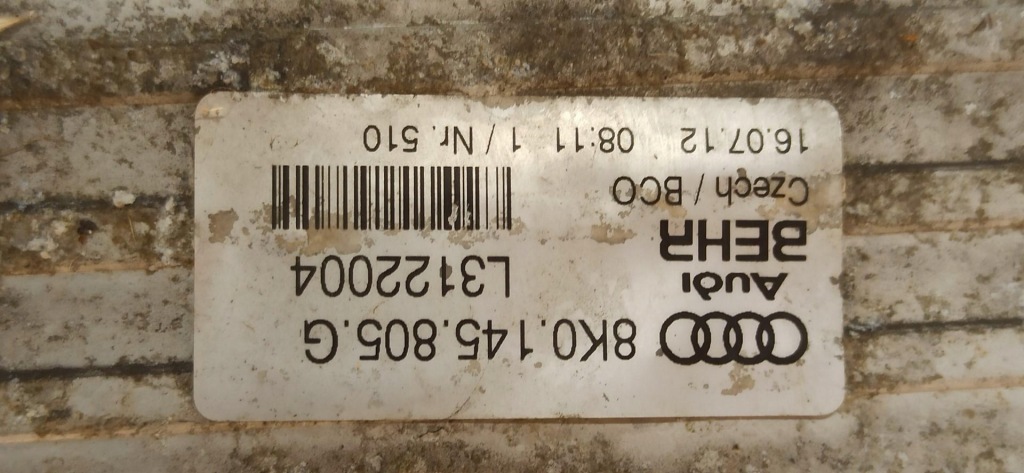 8K0.145.805.G
Audi
L3122004
BEHR
Czech / BCO
16.07.12 08:11 1 / Nr. 510